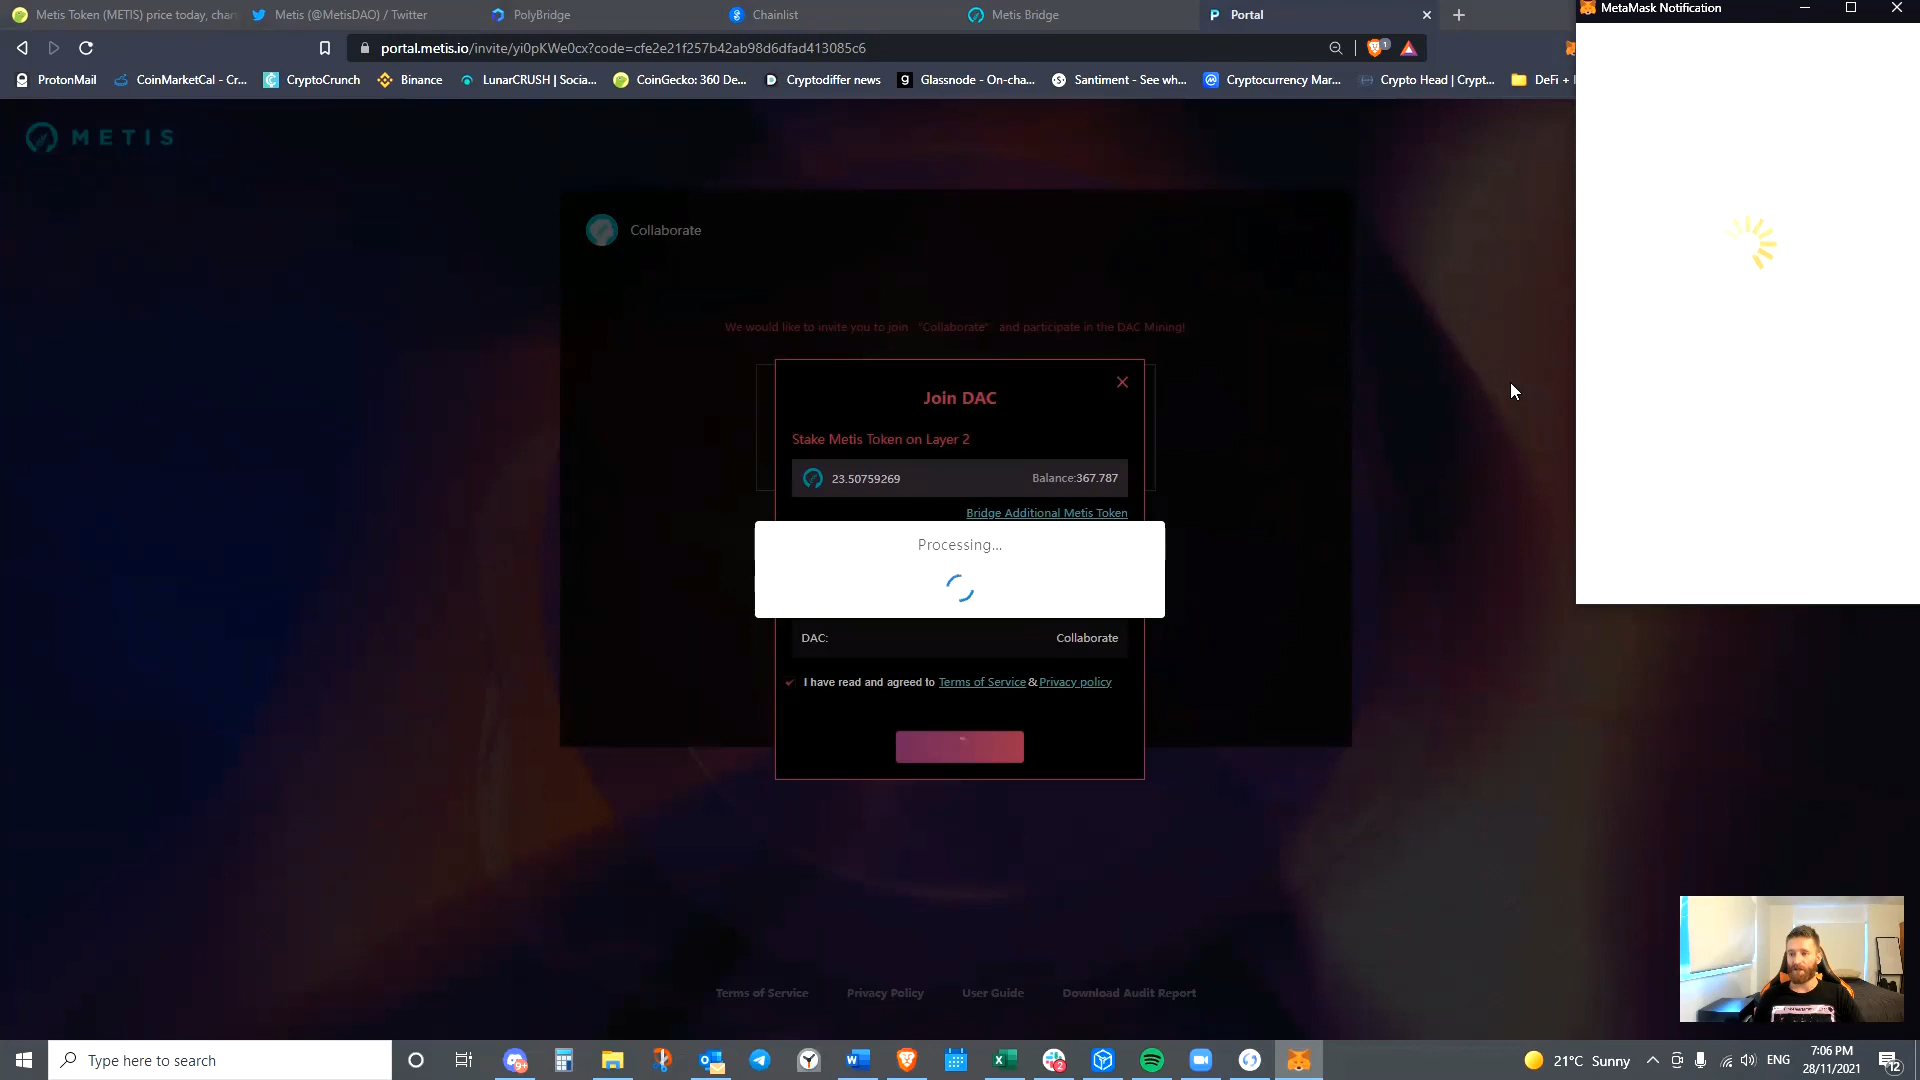 Metis Token (METIS) price today, char
Metis (@MetisDAO) / Twitter
PolyBridge
Chainlist
Metis Bridge
Portal
MetaMask Notification
portal.metis.io/invite/yi0pKWe0cx?code=cfe2e21f257b42ab98d6dfad413085c6
1
ProtonMail
CoinMarketCal - Cr...
CryptoCrunch
Binance
LunarCRUSH | Socia...
CoinGecko: 360 De...
Cryptodiffer news
Glassnode - On-cha...
Santiment - See wh...
Cryptocurrency Mar...
Crypto Head | Crypt...
DeFi +
METIS
Collaborate
We would like to invite you to join "Collaborate" and participate in the DAC Mining!
Join DAC
Stake Metis Token on Layer 2
23.50759269
Balance:367.787
Bridge Additional Metis Token
Processing...
DAC:
Collaborate
I have read and agreed to Terms of Service & Privacy policy
Terms of Service
Privacy Policy
User Guide
Download Audit Report
Type here to search
21°C Sunny
ENG
7:06 PM
28/11/2021
12